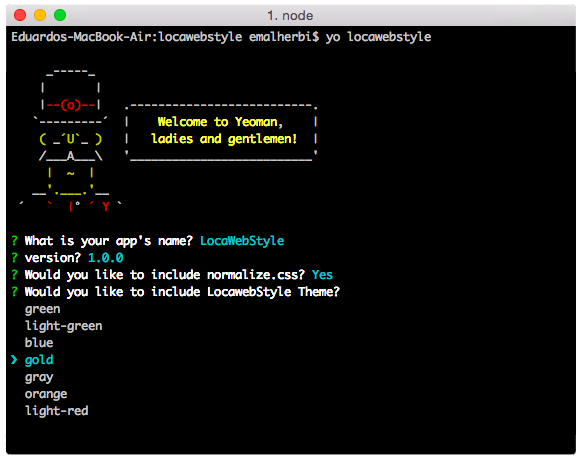 1. node
Eduardos-MacBook-Air:locawebstyle emalherbi$ yo locawebstyle
     _-----_
    |       |
    |--(o)--|   .--------------------------.
   `---------´  |    Welcome to Yeoman,    |
    ( _´U`_ )   |   ladies and gentlemen!  |
    /___A___\   '__________________________'
     |  ~  |
   __'.___.'__
 ´   `  |° ´ Y `
? What is your app's name? LocaWebStyle
? version? 1.0.0
? Would you like to include normalize.css? Yes
? Would you like to include LocawebStyle Theme?
  green
  light-green
  blue
❯ gold
  gray
  orange
  light-red